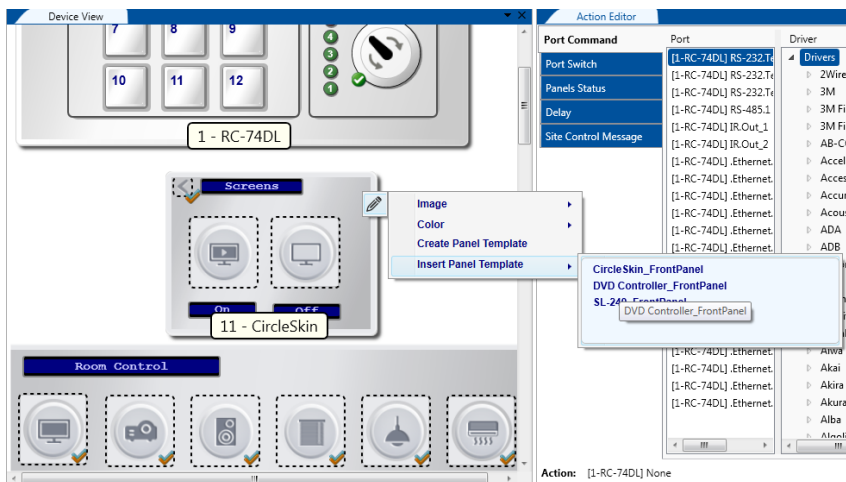 Device View
7
8
9
10
11
12
4
3
2
1
1 - RC-74DL
Screens
On
Off
11 - CircleSkin
Room Control
Image
Color
Create Panel Template
Insert Panel Template
CircleSkin_FrontPanel
DVD Controller_FrontPanel
SL-240_FrontPanel
DVD Controller_FrontPanel
Action Editor
Port Command
Port Switch
Panels Status
Delay
Site Control Message
Port
[1-RC-74DL] RS-232.Te
[1-RC-74DL] RS-232.Te
[1-RC-74DL] RS-232.Te
[1-RC-74DL] RS-485.1
[1-RC-74DL] IR.Out_1
[1-RC-74DL] IR.Out_2
[1-RC-74DL] .Ethernet.
[1-RC-74DL] .Ethernet.
[1-RC-74DL] .Ethernet.
[1-RC-74DL] .Ethernet.
[1-RC-74DL] .Ethernet.
[1-RC-74DL] .Ethernet.
[1-RC-74DL] .Ethernet.
[1-RC-74DL] .Ethernet.
[1-RC-74DL] .Ethernet.
Driver
Drivers
2Wire
3M
3M Fi
3M Fi
AB-CO
Accel
Acces
Accur
Acous
ADA
ADB
Aiwa
Akai
Akira
Akura
Alba
Action: [1-RC-74DL] None